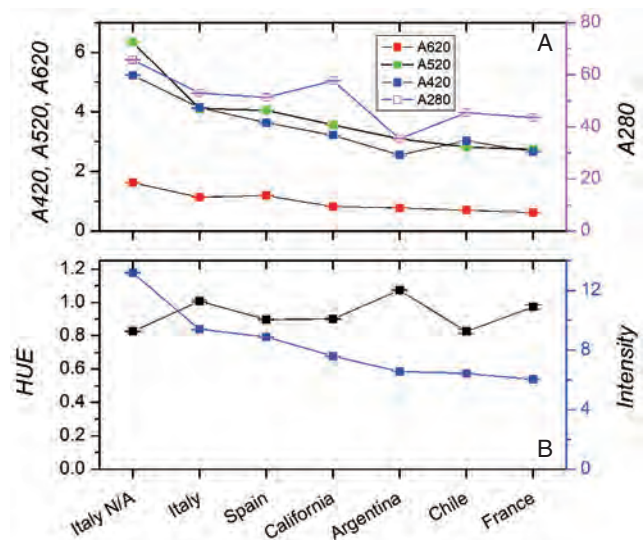 A
A620
A520
A420
A280
6
4
2
0
80
60
40
20
0
A420, A520, A620
A280
B
1.2
1.0
0.8
0.6
0.4
0.2
0.0
12
8
4
0
HUE
Intensity
Italy N/A
Italy
Spain
California
Argentina
Chile
France